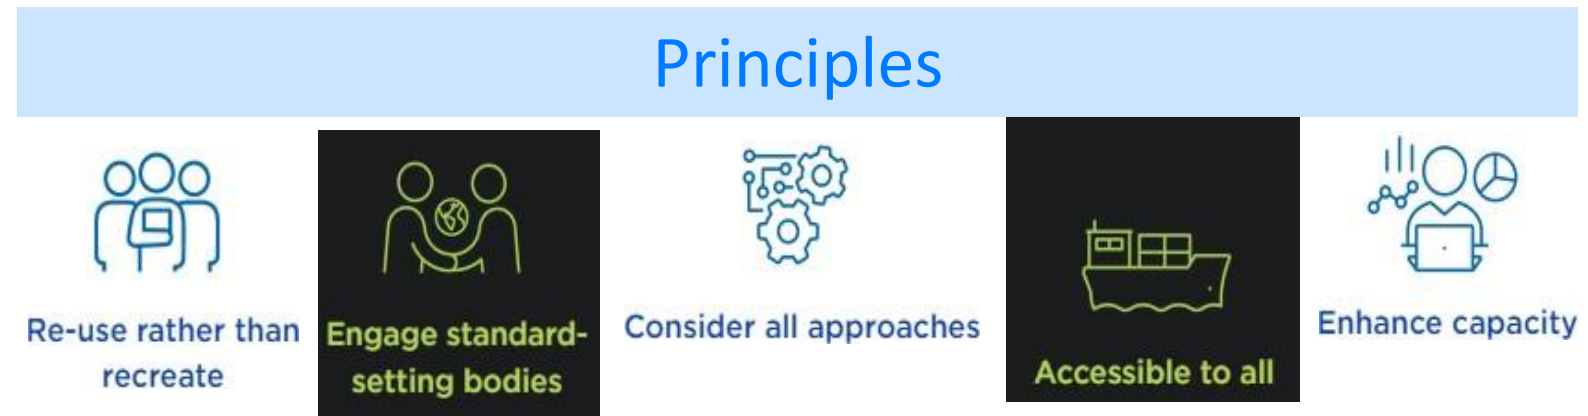 Principles
Re-use rather than
recreate
Engage standard-
setting bodies
Consider all approaches
Accessible to all
Enhance capacity